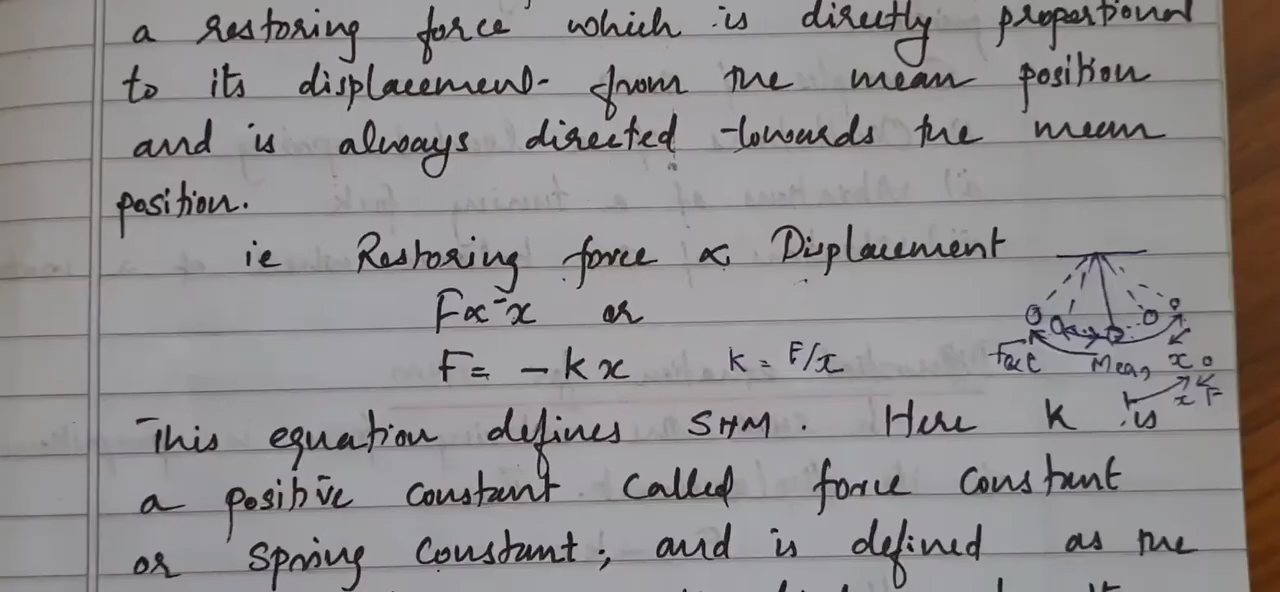 a restoring force which is directly proportional
to its displacement from the mean position
and is always directed towards the mean
position.
ie Restoring force ∝ Displacement
F ∝ -x or
F = -kx k = F/x
Mean x
x F
This equation defines SHM. Here k is
a positive constant called force constant
or spring constant, and is defined as the